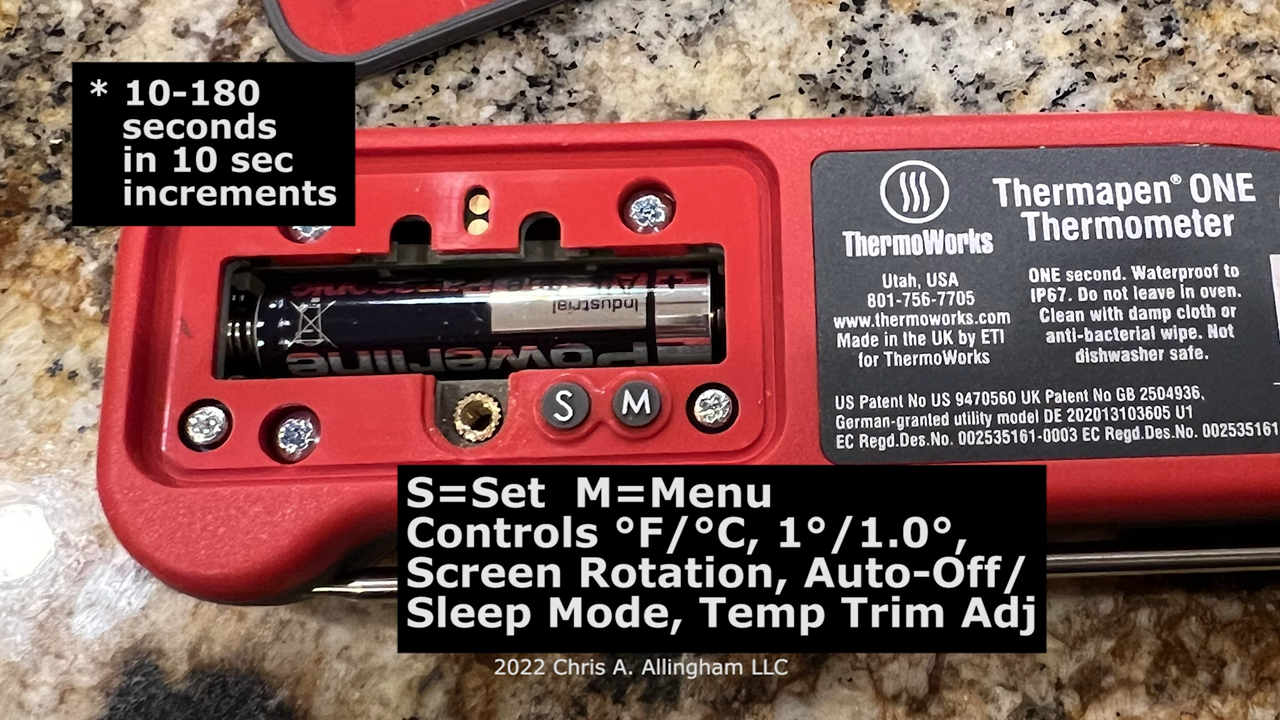 * 10-180
seconds
in 10 sec
increments
Industrial
Powerline
S
M
ThermoWorks
Utah, USA
801-756-7705
www.thermoworks.com
Made in the UK by ETI
for ThermoWorks
Thermapen® ONE
Thermometer
ONE second. Waterproof to
IP67. Do not leave in oven.
Clean with damp cloth or
anti-bacterial wipe. Not
dishwasher safe.
US Patent No US 9470560 UK Patent No GB 2504936,
German-granted utility model DE 202013103605 U1
EC Regd.Des.No. 002535161-0003 EC Regd.Des.No. 002535161
S=Set M=Menu
Controls °F/°C, 1°/1.0°,
Screen Rotation, Auto-Off/
Sleep Mode, Temp Trim Adj
2022 Chris A. Allingham LLC